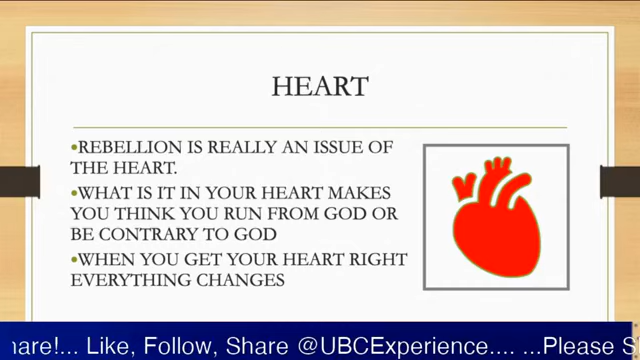 HEART
•REBELLION IS REALLY AN ISSUE OF
THE HEART.
•WHAT IS IT IN YOUR HEART MAKES
YOU THINK YOU RUN FROM GOD OR
BE CONTRARY TO GOD
•WHEN YOU GET YOUR HEART RIGHT
EVERYTHING CHANGES
hare!... Like, Follow, Share @UBCExperience.... ...Please S